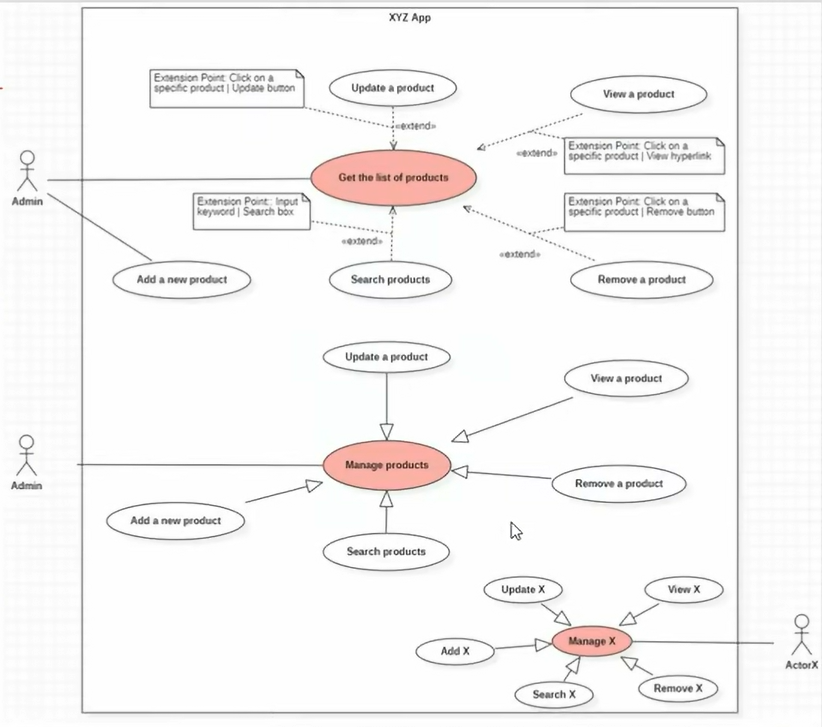 XYZ App
Extension Point: Click on a
specific product | Update button
Update a product
View a product
«extend»
«extend»
Extension Point: Click on a
specific product | View hyperlink
Get the list of products
Admin
Extension Point:: Input
keyword | Search box
Extension Point: Click on a
specific product | Remove button
«extend»
«extend»
Add a new product
Search products
Remove a product
Update a product
View a product
Manage products
Admin
Remove a product
Add a new product
Search products
Update X
View X
Manage X
Add X
ActorX
Search X
Remove X